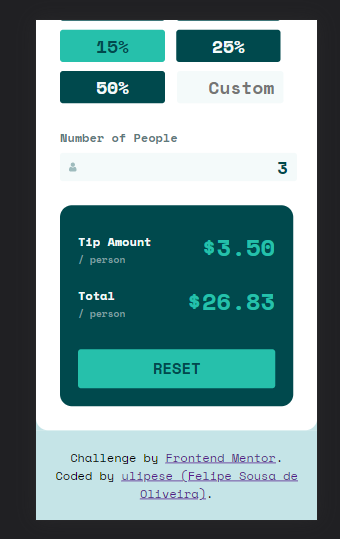 15% 25%
50% Custom
Number of People
3
Tip Amount $3.50
/ person
Total $26.83
/ person
RESET
Challenge by Frontend Mentor.
Coded by ulipese (Felipe Sousa de
Oliveira).